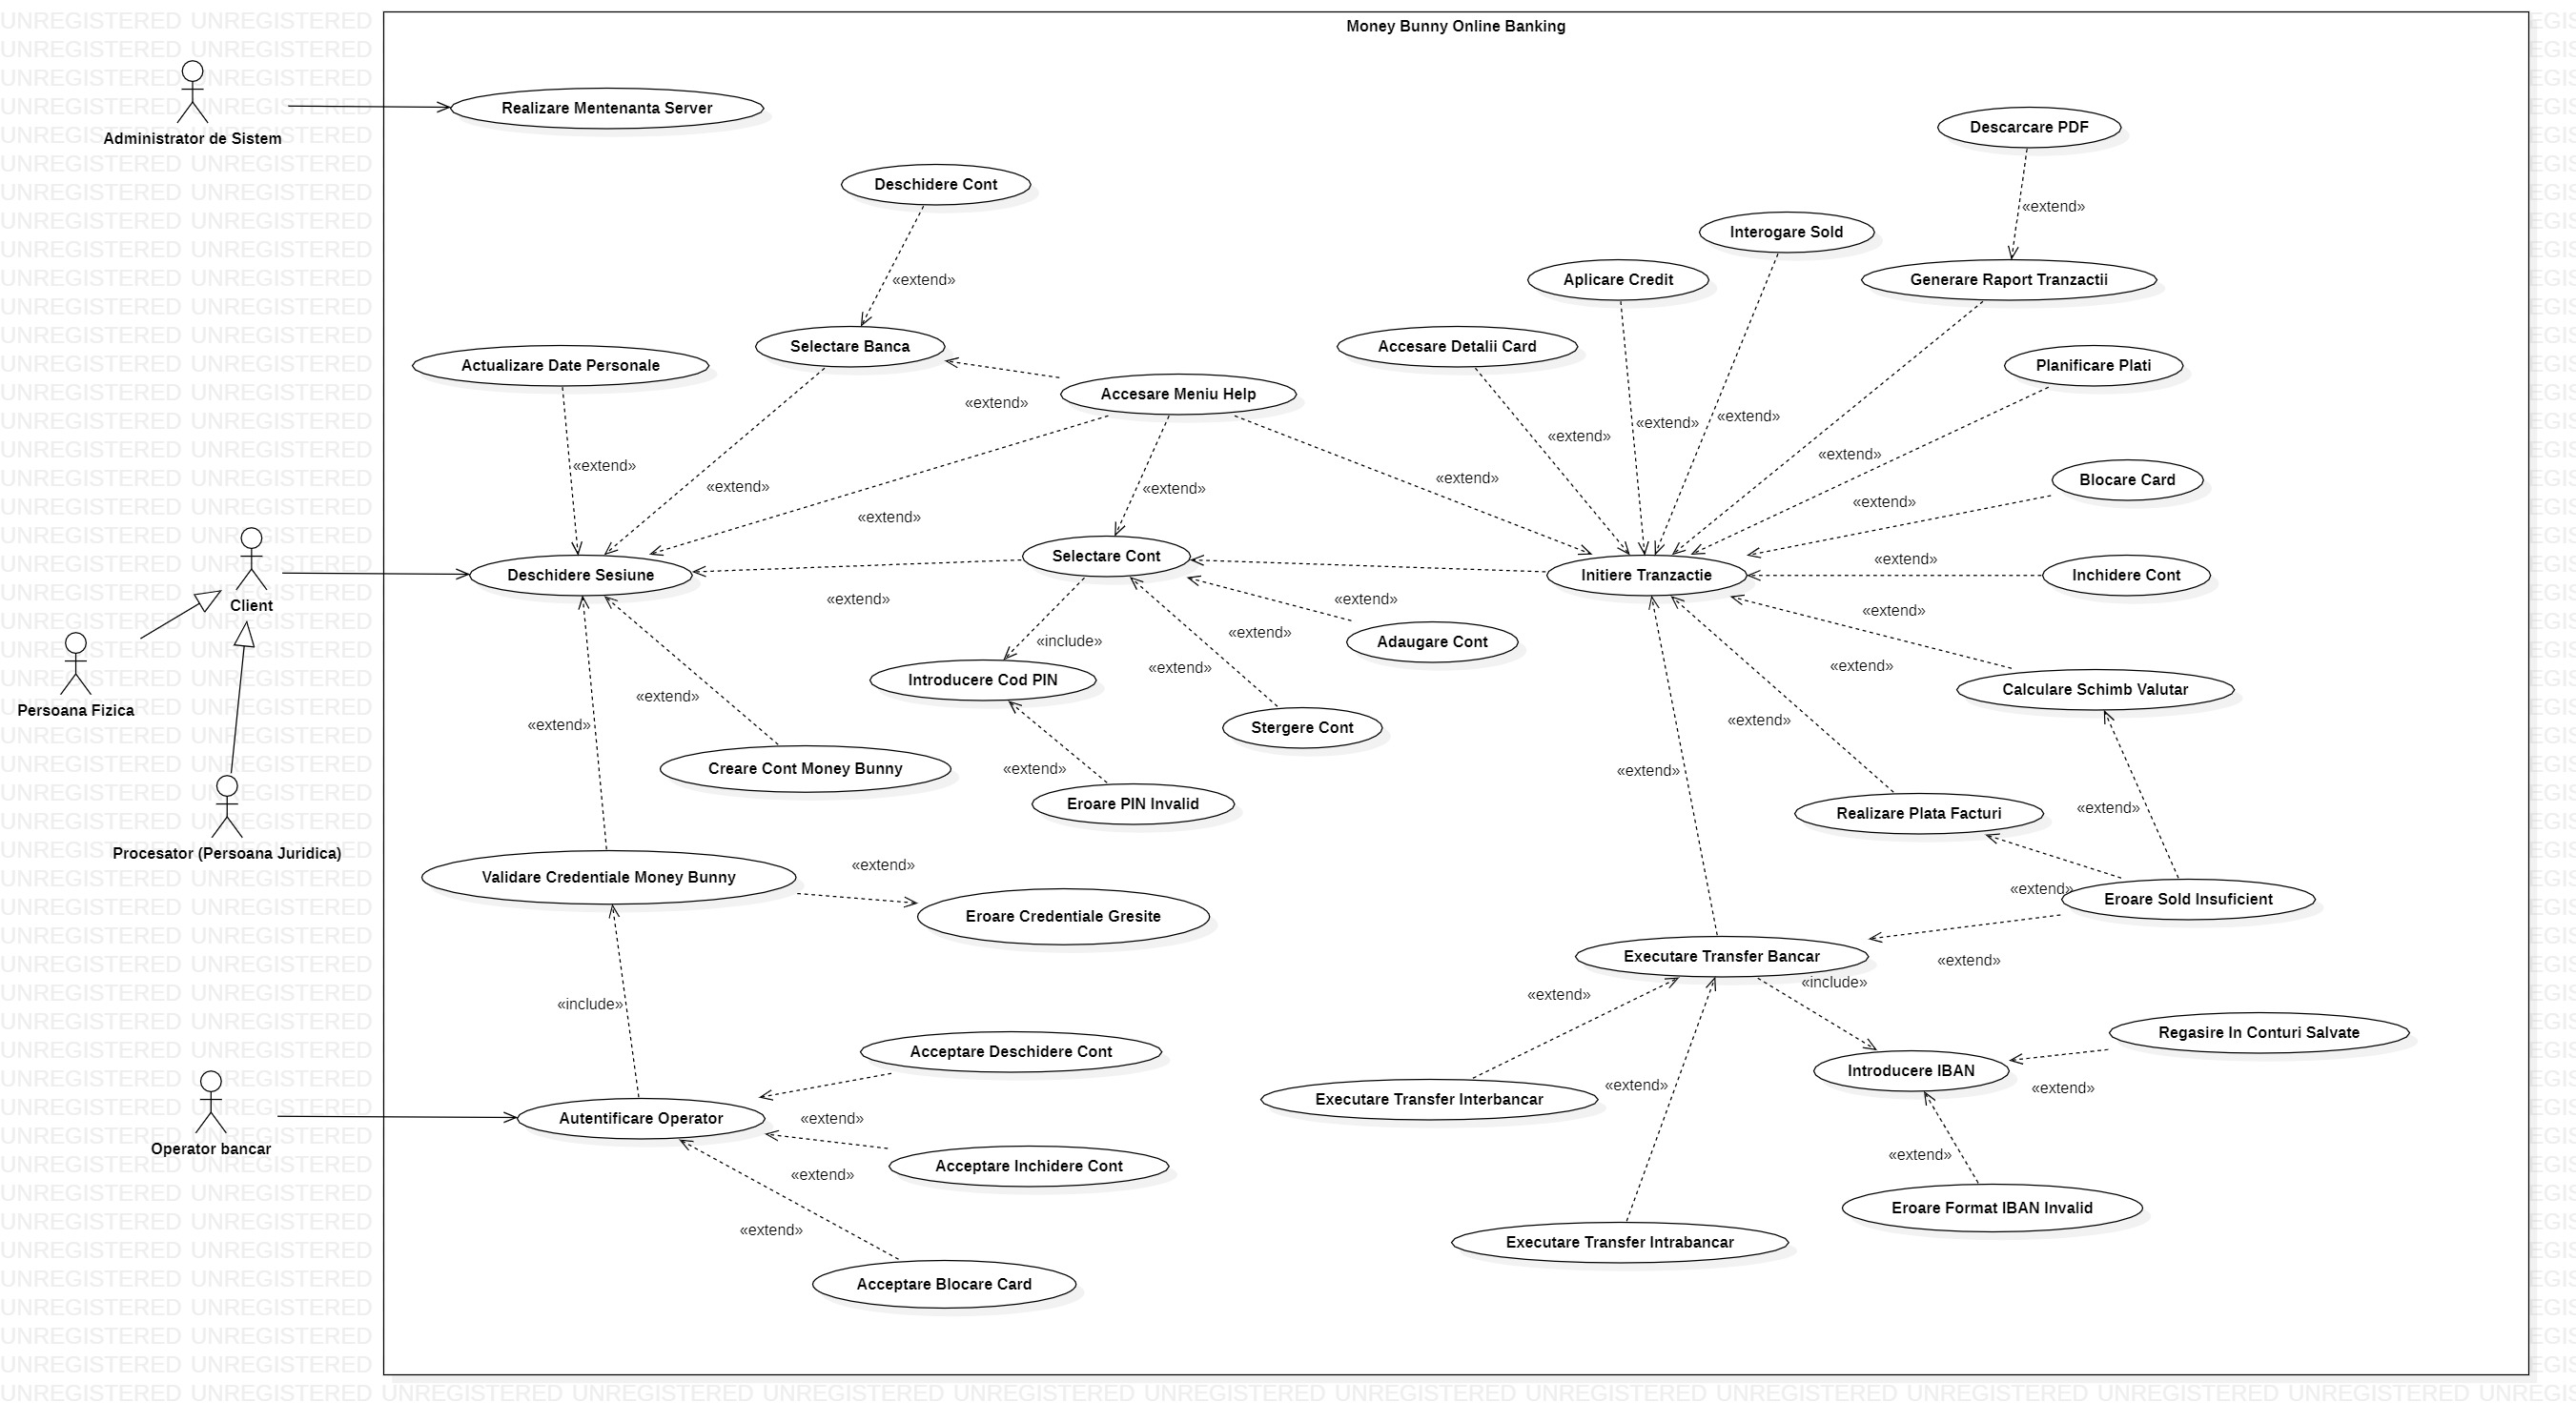 Money Bunny Online Banking
Administrator de Sistem
Realizare Mentenanta Server
Descarcare PDF
Deschidere Cont
«extend»
Interogare Sold
«extend»
Aplicare Credit
Generare Raport Tranzactii
Selectare Banca
Accesare Detalii Card
Actualizare Date Personale
Planificare Plati
Accesare Meniu Help
«extend»
«extend»
«extend»
«extend»
«extend»
«extend»
«extend»
«extend»
«extend»
«extend»
Blocare Card
«extend»
«extend»
Selectare Cont
«extend»
Client
Deschidere Sesiune
Initiere Tranzactie
Inchidere Cont
«extend»
«extend»
«extend»
«extend»
«include»
Adaugare Cont
«extend»
«extend»
Persoana Fizica
Introducere Cod PIN
Calculare Schimb Valutar
«extend»
«extend»
«extend»
Stergere Cont
Creare Cont Money Bunny
«extend»
«extend»
Eroare PIN Invalid
«extend»
Realizare Plata Facturi
Procesator (Persoana Juridica)
«extend»
Validare Credentiale Money Bunny
«extend»
Eroare Sold Insuficient
Eroare Credentiale Gresite
Executare Transfer Bancar
«extend»
«include»
«extend»
«include»
Regasire In Conturi Salvate
Acceptare Deschidere Cont
Introducere IBAN
«extend»
«extend»
Executare Transfer Interbancar
Operator bancar
Autentificare Operator
«extend»
«extend»
Acceptare Inchidere Cont
«extend»
Eroare Format IBAN Invalid
«extend»
Executare Transfer Intrabancar
Acceptare Blocare Card
UNREGISTERED UNREGISTERED UNREGISTERED UNREGISTERED UNREGISTERED UNREGISTERED UNREGISTERED UNREGISTERED UNREGISTERED UNREGISTERED UNREGISTERED UNREGISTERED UNREGISTERED